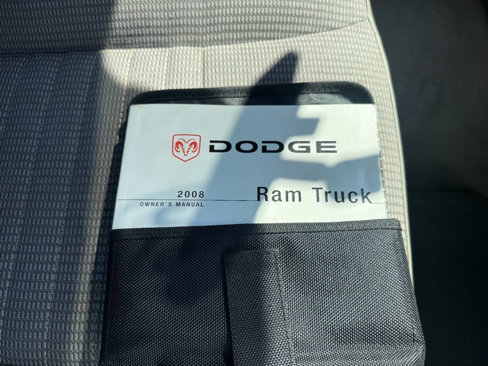 DODGE
2008
OWNER'S MANUAL
Ram Truck